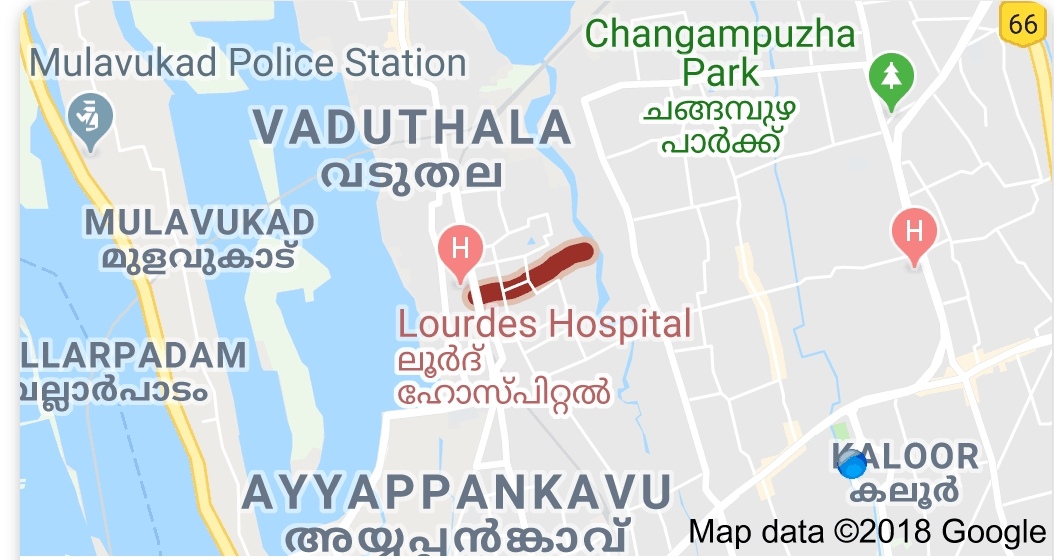 66
Changampuzha
Park
ചങ്ങമ്പുഴ
പാർക്ക്
Mulavukad Police Station
VADUTHALA
വടുതല
MULAVUKAD
മുളവുകാട്
H
H
Lourdes Hospital
ലൂർദ്
ഹോസ്പിറ്റൽ
LLARPADAM
വല്ലാർപാടം
KALOOR
കലൂർ
AYYAPPANKAVU
അയ്യപ്പൻകാവ്
Map data ©2018 Google